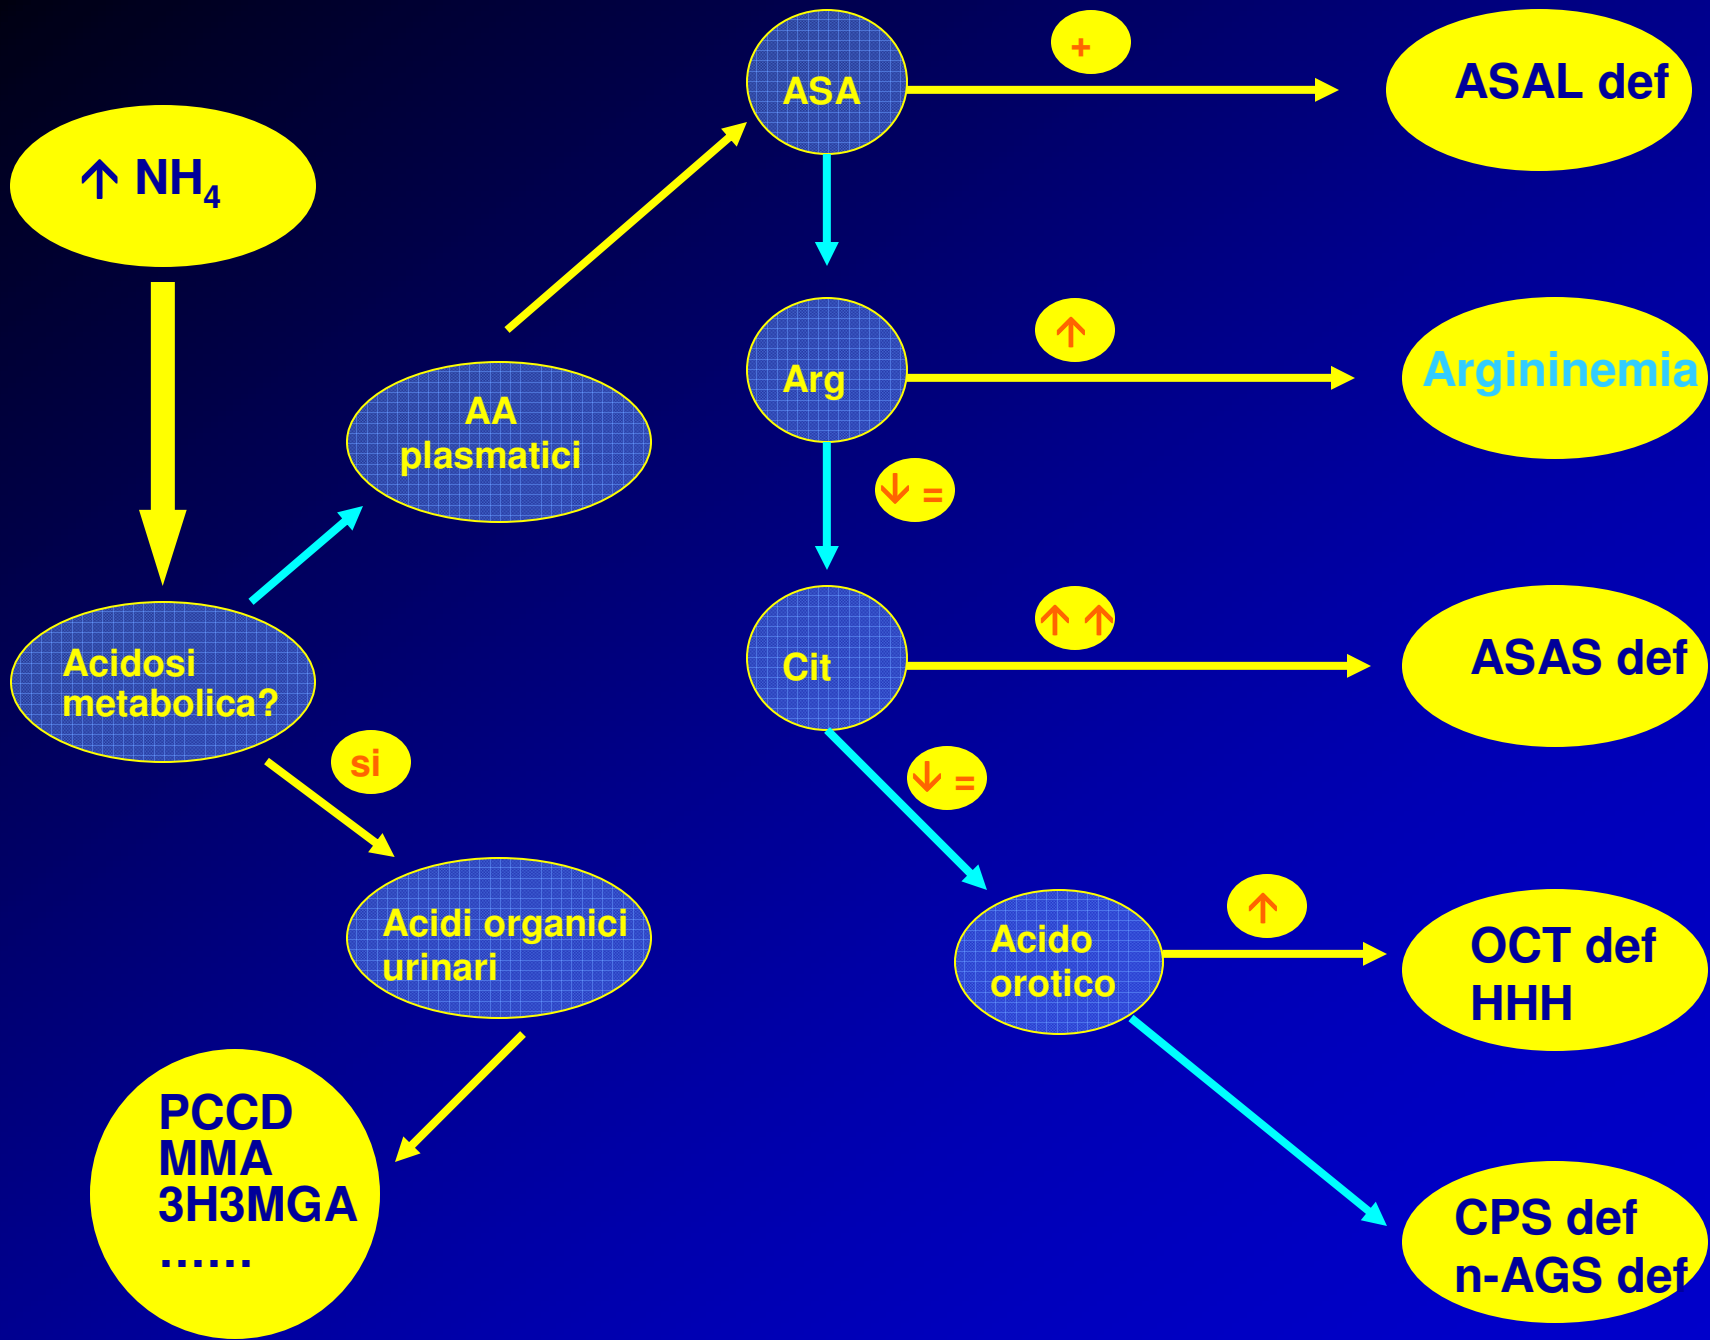 ↑ NH4
Acidosi
metabolica?
si
AA
plasmatici
Acidi organici
urinari
PCCD
MMA
3H3MGA
......
ASA
+
ASAL def
Arg
↑
Argininemia
↓ =
Cit
↑ ↑
ASAS def
↓ =
Acido
orotico
↑
OCT def
HHH
CPS def
n-AGS def